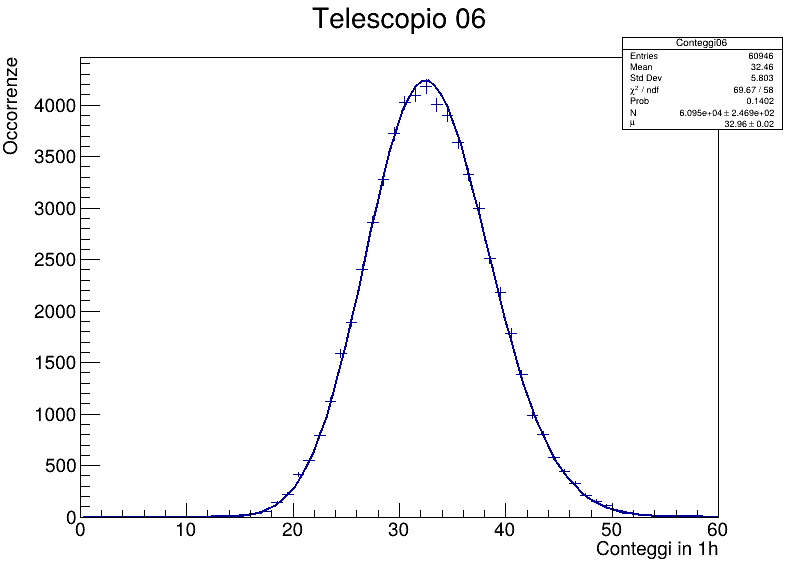 Telescopio 06
Conteggi06
Entries 60946
Mean 32.46
Std Dev 5.803
χ² / ndf 69.67 / 58
Prob 0.1402
N 6.095e+04 ± 2.469e+02
μ 32.96 ± 0.02
Occorrenze
4000
3500
3000
2500
2000
1500
1000
500
0
0 10 20 30 40 50 60
Conteggi in 1h